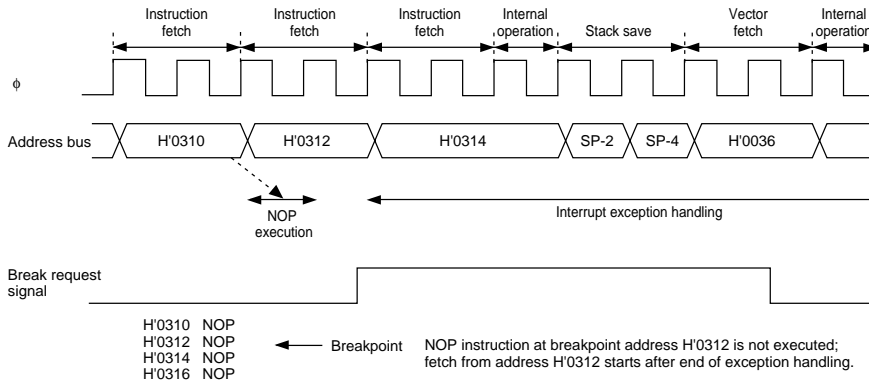 Instruction fetch
Instruction fetch
Instruction fetch
Internal operation
Stack save
Vector fetch
Internal operation
ϕ
Address bus
H'0310
H'0312
H'0314
SP-2
SP-4
H'0036
NOP execution
Interrupt exception handling
Break request signal
H'0310 NOP
H'0312 NOP
H'0314 NOP
H'0316 NOP
Breakpoint
NOP instruction at breakpoint address H'0312 is not executed;
fetch from address H'0312 starts after end of exception handling.